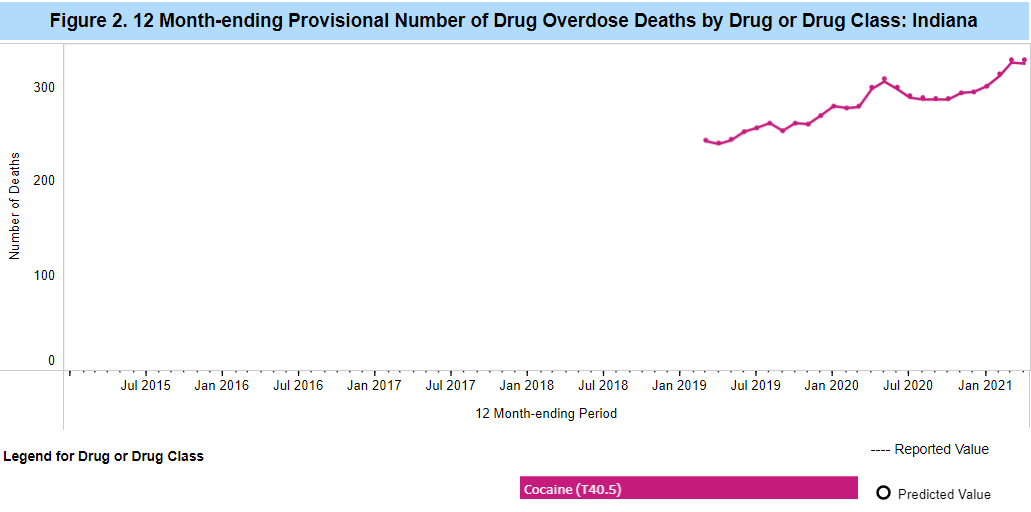 Figure 2. 12 Month-ending Provisional Number of Drug Overdose Deaths by Drug or Drug Class: Indiana
300
200
100
0
Number of Deaths
Jul 2015 Jan 2016 Jul 2016 Jan 2017 Jul 2017 Jan 2018 Jul 2018 Jan 2019 Jul 2019 Jan 2020 Jul 2020 Jan 2021
12 Month-ending Period
Legend for Drug or Drug Class
---- Reported Value
Cocaine (T40.5)
Predicted Value